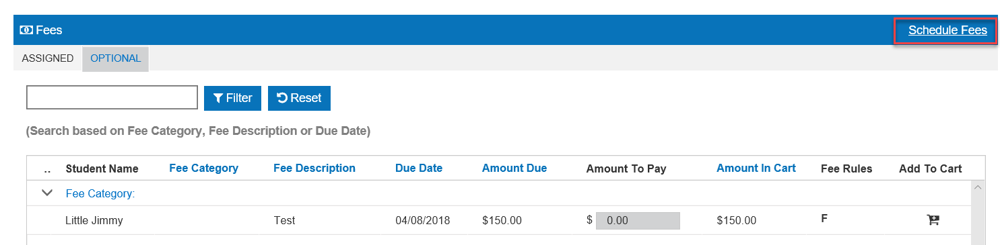 Fees Schedule Fees
ASSIGNED OPTIONAL
Filter Reset
(Search based on Fee Category, Fee Description or Due Date)
.. Student Name Fee Category Fee Description Due Date Amount Due Amount To Pay Amount In Cart Fee Rules Add To Cart
Fee Category:
Little Jimmy Test 04/08/2018 $150.00 $ 0.00 $150.00 F